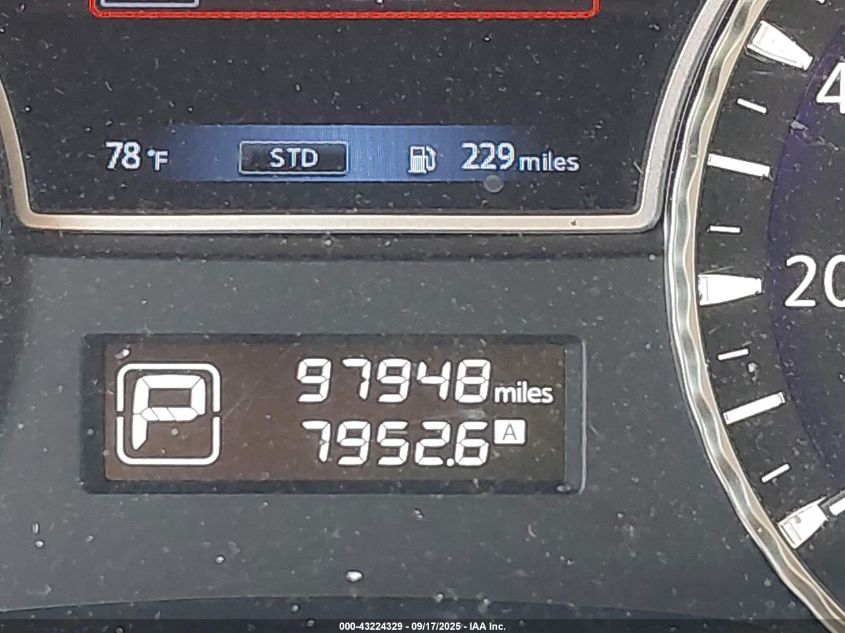 78 °F STD 229 miles
4
20
P
97948 miles
7952.6 A
000-43224329 - 09/17/2025 - IAA Inc.